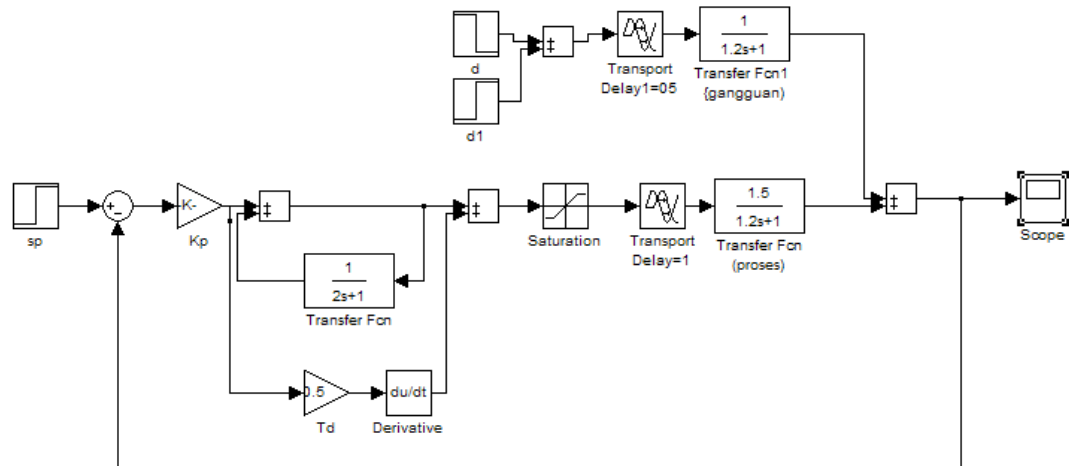 d
d1
+
+
Transport
Delay1=05
1
1.2s+1
Transfer Fcn1
{gangguan)
sp
+
−
-K-
Kp
+
+
+
+
Saturation
Transport
Delay=1
1.5
1.2s+1
Transfer Fcn
(proses)
+
+
Scope
1
2s+1
Transfer Fcn
0.5
Td
du/dt
Derivative